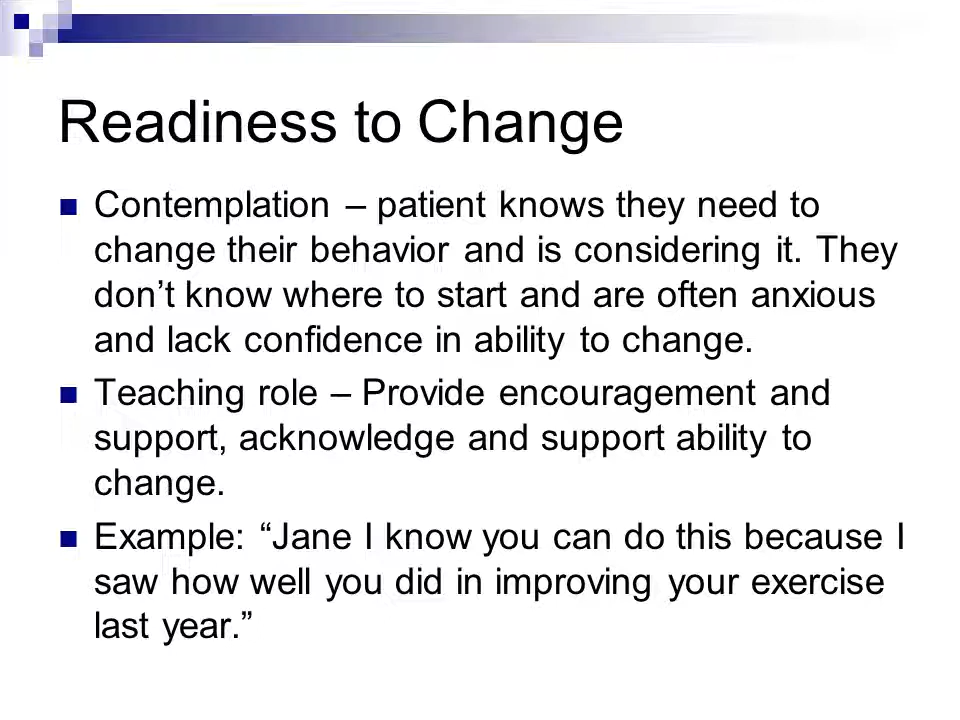 Readiness to Change
Contemplation – patient knows they need to
change their behavior and is considering it. They
don’t know where to start and are often anxious
and lack confidence in ability to change.
Teaching role – Provide encouragement and
support, acknowledge and support ability to
change.
Example: “Jane I know you can do this because I
saw how well you did in improving your exercise
last year.”